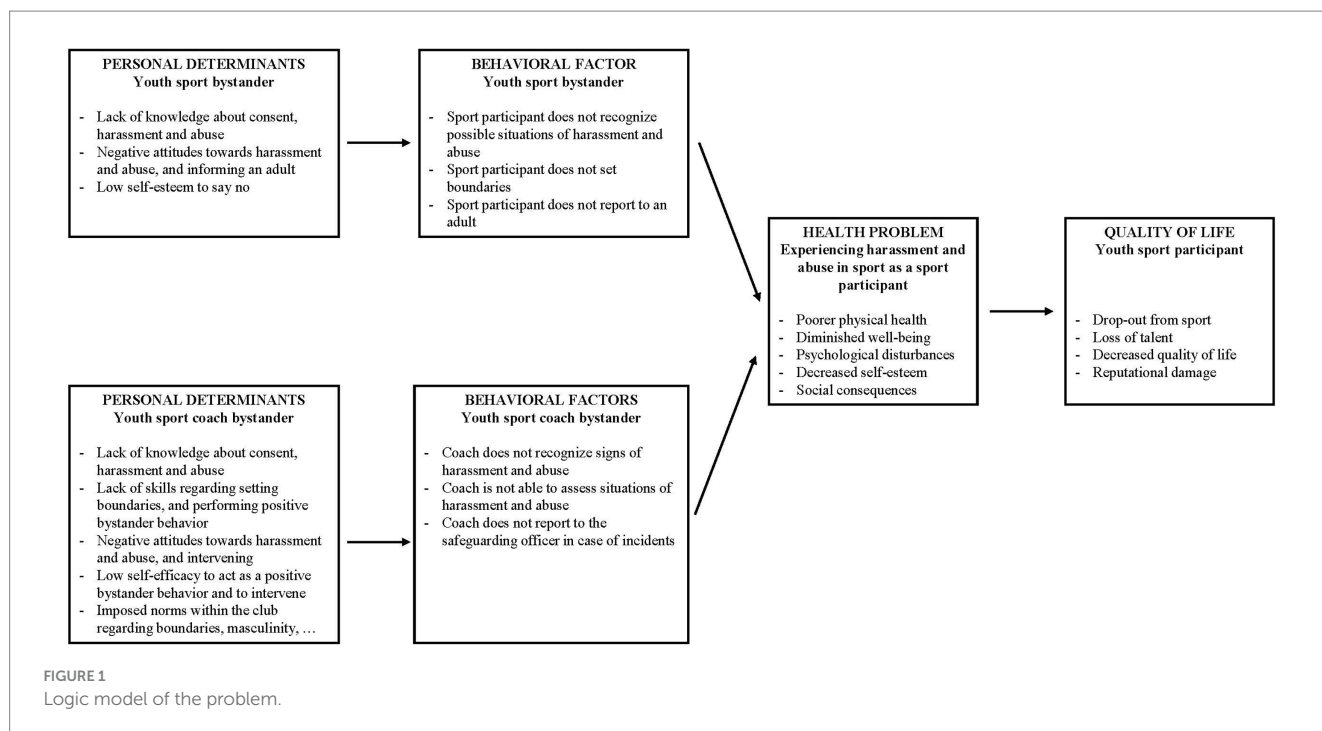 PERSONAL DETERMINANTS
Youth sport bystander
- Lack of knowledge about consent,
harassment and abuse
- Negative attitudes towards harassment
and abuse, and informing an adult
- Low self-esteem to say no
BEHAVIORAL FACTOR
Youth sport bystander
- Sport participant does not recognize
possible situations of harassment and
abuse
- Sport participant does not set
boundaries
- Sport participant does not report to an
adult
PERSONAL DETERMINANTS
Youth sport coach bystander
- Lack of knowledge about consent,
harassment and abuse
- Lack of skills regarding setting
boundaries, and performing positive
bystander behavior
- Negative attitudes towards harassment
and abuse, and intervening
- Low self-efficacy to act as a positive
bystander behavior and to intervene
- Imposed norms within the club
regarding boundaries, masculinity, …
BEHAVIORAL FACTORS
Youth sport coach bystander
- Coach does not recognize signs of
harassment and abuse
- Coach is not able to assess situations of
harassment and abuse
- Coach does not report to the
safeguarding officer in case of incidents
HEALTH PROBLEM
Experiencing harassment and
abuse in sport as a sport
participant
- Poorer physical health
- Diminished well-being
- Psychological disturbances
- Decreased self-esteem
- Social consequences
QUALITY OF LIFE
Youth sport participant
- Drop-out from sport
- Loss of talent
- Decreased quality of life
- Reputational damage
FIGURE 1
Logic model of the problem.